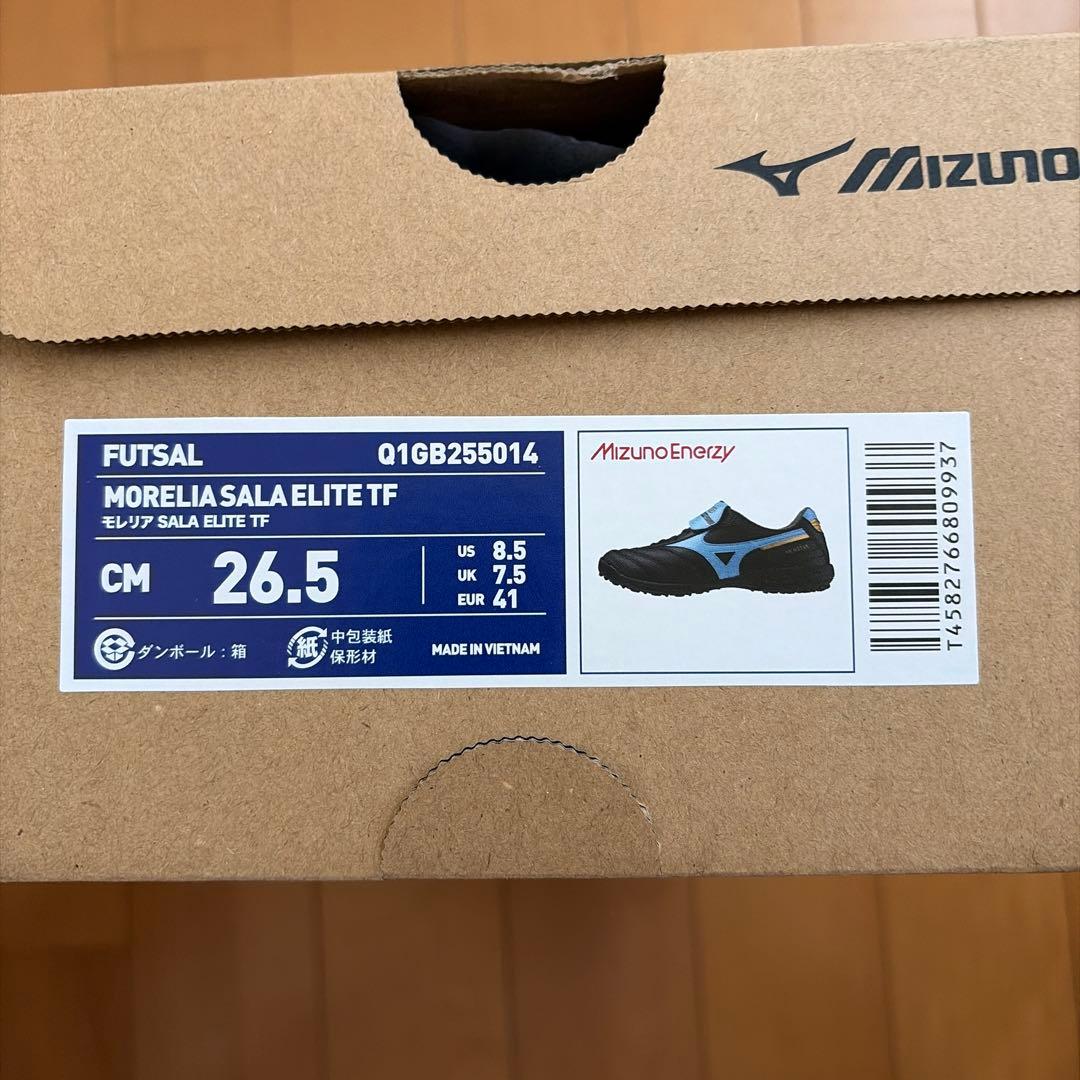 MIZUNO
FUTSAL Q1GB255014
MORELIA SALA ELITE TF
モレリア SALA ELITE TF
CM 26.5
US 8.5
UK 7.5
EUR 41
ダンボール：箱
紙 中包装紙
保形材
MADE IN VIETNAM
MIZUNO ENERZY
T4582766809937